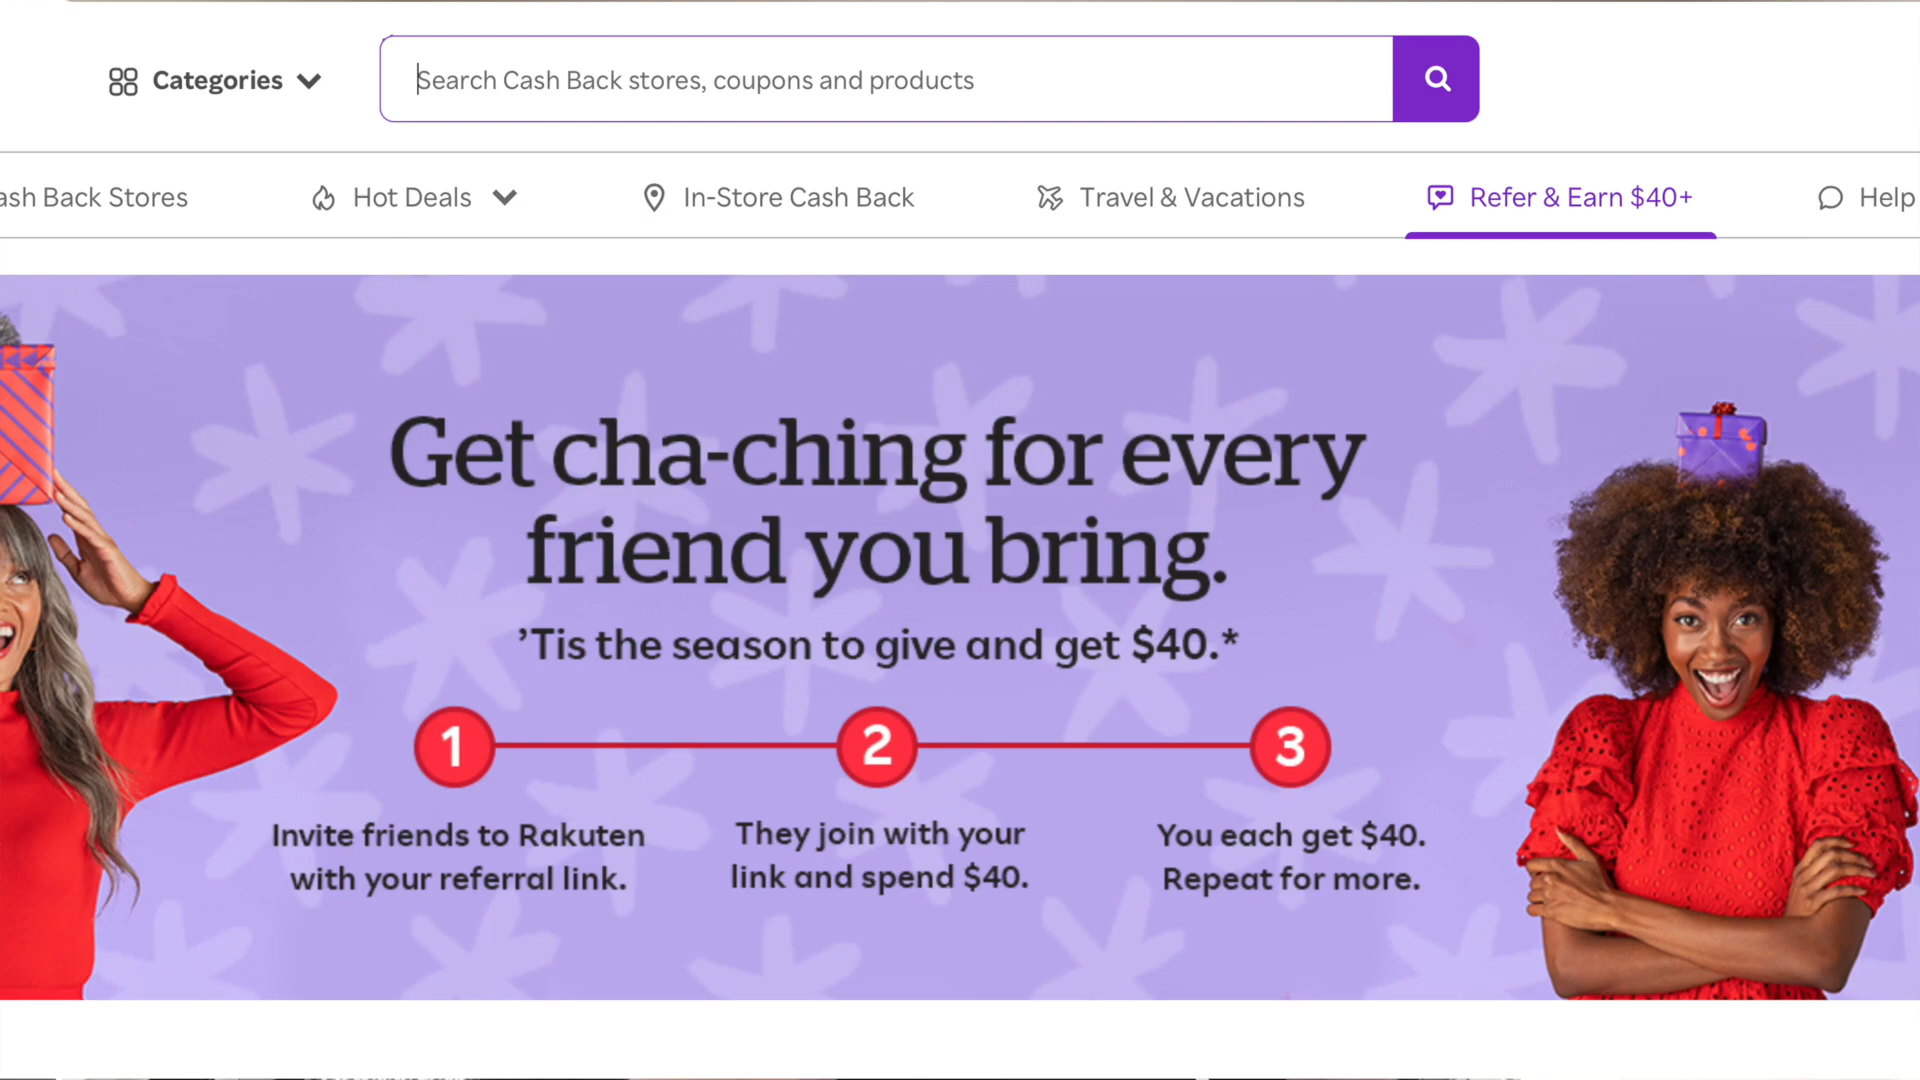 Categories
Search Cash Back stores, coupons and products
ash Back Stores
Hot Deals
In-Store Cash Back
Travel & Vacations
Refer & Earn $40+
Help
Get cha-ching for every
friend you bring.
’Tis the season to give and get $40.*
1
2
3
Invite friends to Rakuten
with your referral link.
They join with your
link and spend $40.
You each get $40.
Repeat for more.